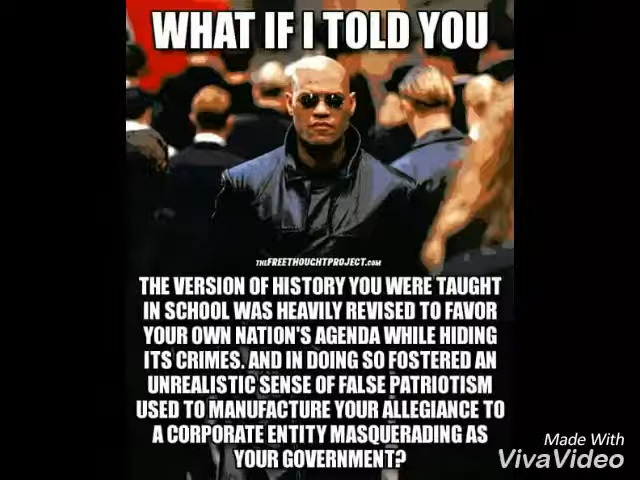 WHAT IF I TOLD YOU
THEFREETHOUGHTPROJECT.COM
THE VERSION OF HISTORY YOU WERE TAUGHT
IN SCHOOL WAS HEAVILY REVISED TO FAVOR
YOUR OWN NATION'S AGENDA WHILE HIDING
ITS CRIMES. AND IN DOING SO FOSTERED AN
UNREALISTIC SENSE OF FALSE PATRIOTISM
USED TO MANUFACTURE YOUR ALLEGIANCE TO
A CORPORATE ENTITY MASQUERADING AS
YOUR GOVERNMENT?
Made With
VivaVideo